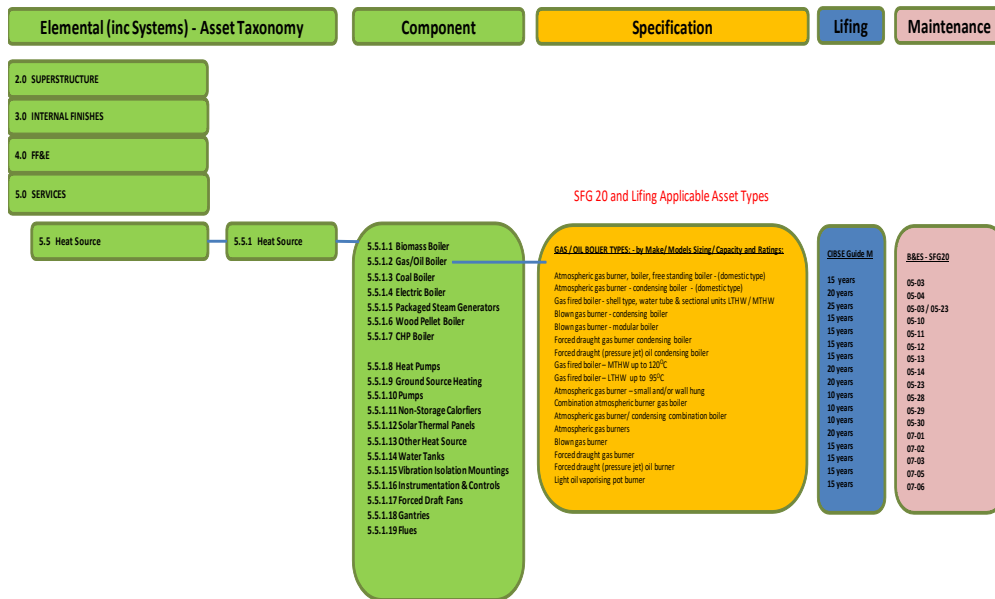 Elemental (inc Systems) - Asset Taxonomy
Component
Specification
Lifing
Maintenance
2.0 SUPERSTRUCTURE
3.0 INTERNAL FINISHES
4.0 FF&E
5.0 SERVICES
5.5 Heat Source
5.5.1 Heat Source
5.5.1.1 Biomass Boiler
5.5.1.2 Gas/Oil Boiler
5.5.1.3 Coal Boiler
5.5.1.4 Electric Boiler
5.5.1.5 Packaged Steam Generators
5.5.1.6 Wood Pellet Boiler
5.5.1.7 CHP Boiler
5.5.1.8 Heat Pumps
5.5.1.9 Ground Source Heating
5.5.1.10 Pumps
5.5.1.11 Non-Storage Calorfiers
5.5.1.12 Solar Thermal Panels
5.5.1.13 Other Heat Source
5.5.1.14 Water Tanks
5.5.1.15 Vibration Isolation Mountings
5.5.1.16 Instrumentation & Controls
5.5.1.17 Forced Draft Fans
5.5.1.18 Gantries
5.5.1.19 Flues
SFG 20 and Lifing Applicable Asset Types
GAS / OIL BOLIER TYPES: - by Make/ Models Sizing/ Capacity and Ratings:
Atmospheric gas burner, boiler, free standing boiler - (domestic type)
Atmospheric gas burner - condensing boiler - (domestic type)
Gas fired boiler - shell type, water tube & sectional units LTHW / MTHW
Blown gas burner - condensing boiler
Blown gas burner - modular boiler
Forced draught gas burner condensing boiler
Forced draught (pressure jet) oil condensing boiler
Gas fired boiler – MTHW up to 120⁰C
Gas fired boiler – LTHW up to 95⁰C
Atmospheric gas burner – small and/or wall hung
Combination atmospheric burner gas boiler
Atmospheric gas burner/ condensing combination boiler
Atmospheric gas burners
Blown gas burner
Forced draught gas burner
Forced draught (pressure jet) oil burner
Light oil vaporising pot burner
CIBSE Guide M
15 years
20 years
25 years
15 years
15 years
15 years
15 years
20 years
20 years
10 years
10 years
10 years
20 years
15 years
15 years
15 years
15 years
B&ES - SFG20
05-03
05-04
05-03 / 05-23
05-10
05-11
05-12
05-13
05-14
05-23
05-28
05-29
05-30
07-01
07-02
07-03
07-05
07-06